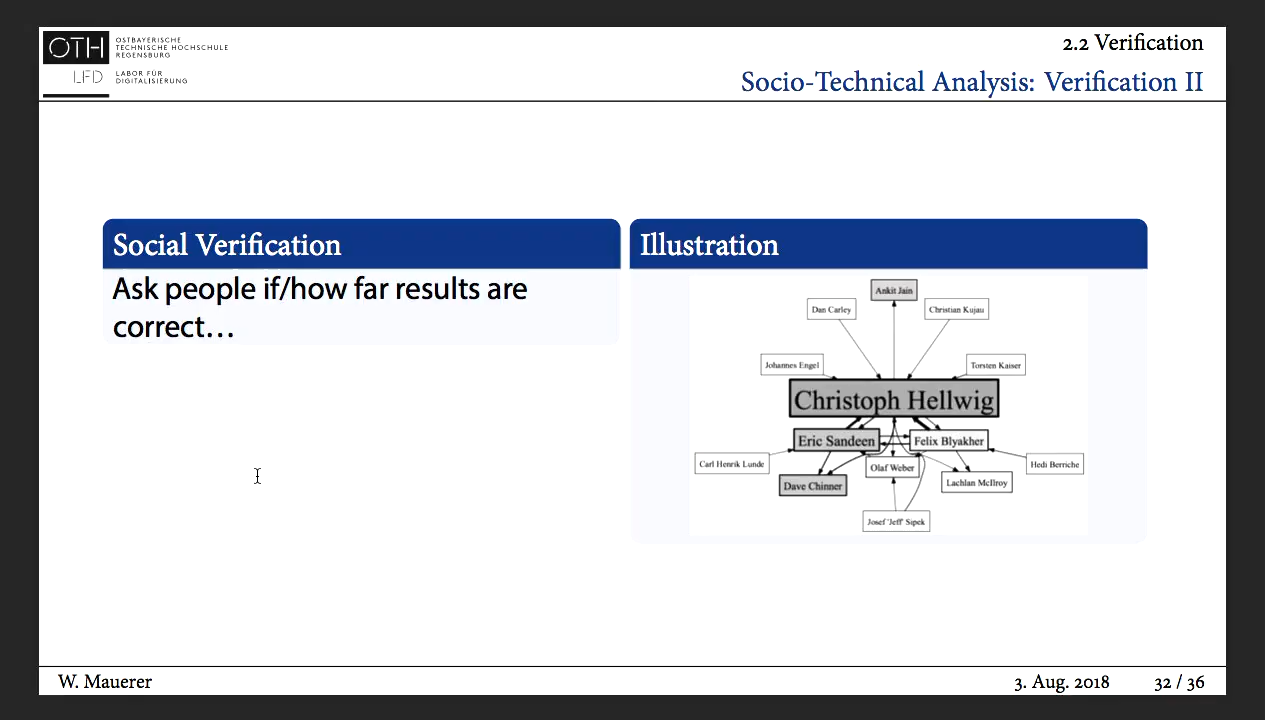 OTH
OSTBAYERISCHE
TECHNISCHE HOCHSCHULE
REGENSBURG
LFD
LABOR FÜR
DIGITALISIERUNG
2.2 Verification
Socio-Technical Analysis: Verification II
Social Verification
Ask people if/how far results are
correct…
Illustration
Ankit Jain
Dan Carley
Christian Kujau
Johannes Engel
Torsten Kaiser
Christoph Hellwig
Eric Sandeen
Felix Blyakher
Carl Henrik Lunde
Olaf Weber
Hedi Berriche
Dave Chinner
Lachlan McIlroy
Josef 'Jeff' Sipek
W. Mauerer
3. Aug. 2018
32 / 36